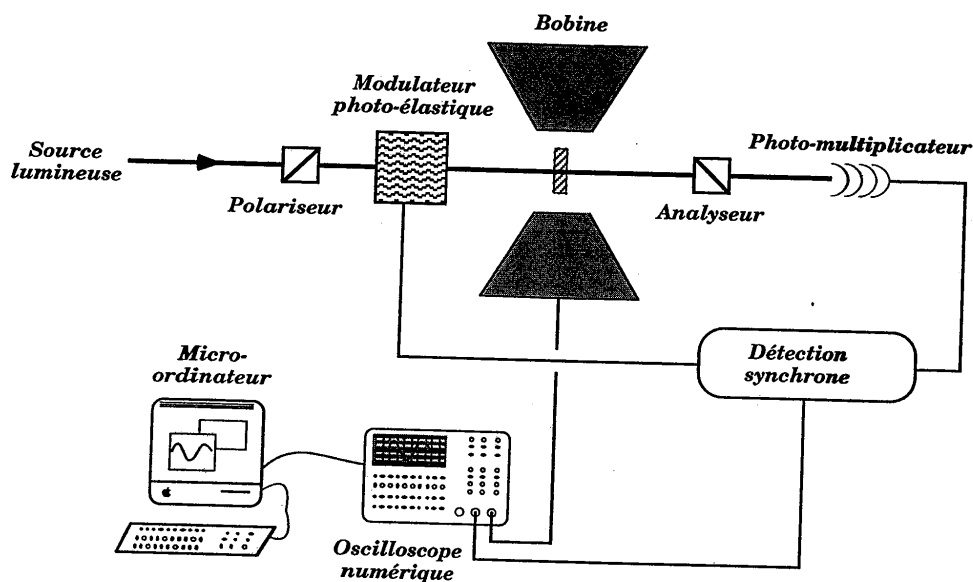 Bobine
Modulateur
photo-élastique
Source
lumineuse
Polariseur
Photo-multiplicateur
Analyseur
Détection
synchrone
Micro-
ordinateur
Oscilloscope
numérique